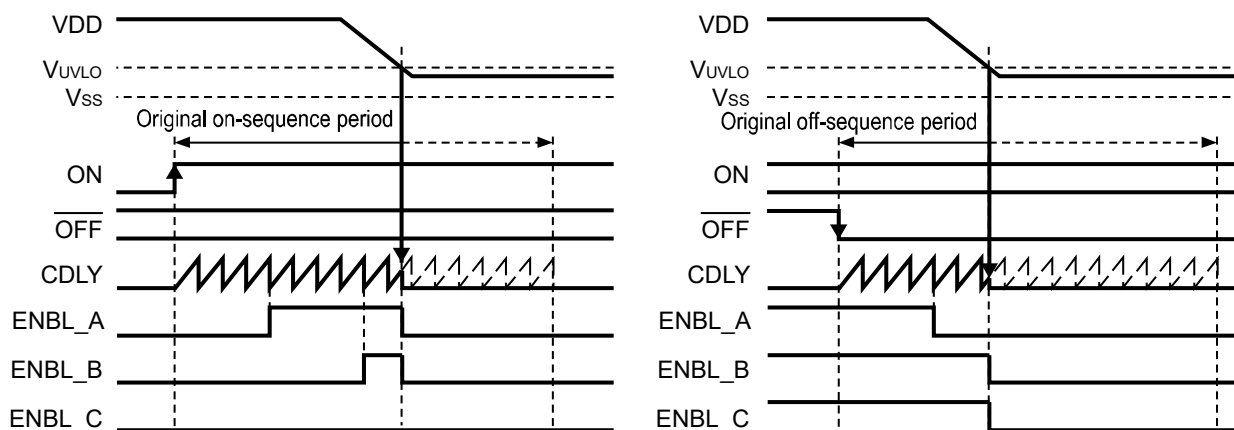 VDD
VUVLO
VSS
Original on-sequence period
ON
OFF
CDLY
ENBL_A
ENBL_B
ENBL_C
VDD
VUVLO
VSS
Original off-sequence period
ON
OFF
CDLY
ENBL_A
ENBL_B
ENBL_C